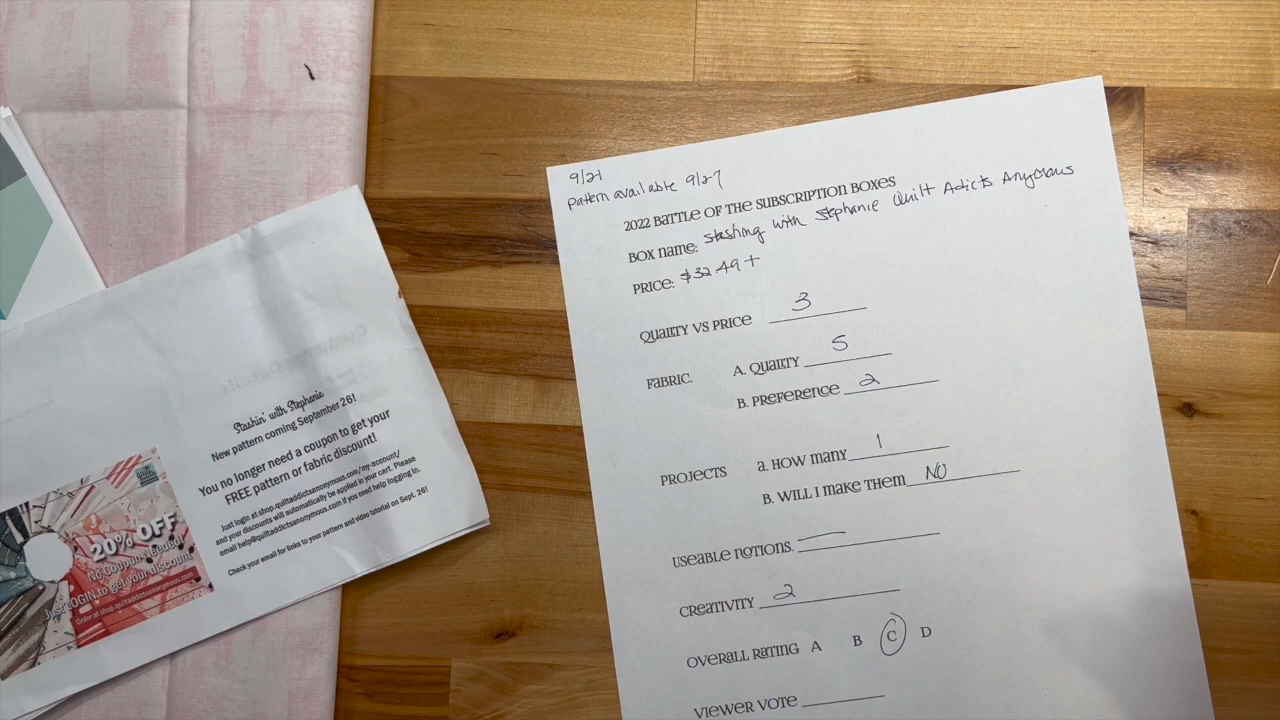 9/21
pattern available 9/27
2022 BATTLE OF THE SUBSCRIPTION BOXES
BOX NAME: stashing with stephanie Quilt Adicts Anymous
PRICE: $32.49+
QUALITY VS PRICE 3
FABRIC. A. QUALITY 5
B. PREFERENCE 2
PROJECTS a. HOW MANY 1
B. WILL I MAKE THEM NO
USEABLE NOTIONS. —
CREATIVITY 2
OVERALL RATING A B C D
VIEWER VOTE
Stashin' with Stephanie
New pattern coming September 26!
You no longer need a coupon to get your
FREE pattern or fabric discount!
Just login at shop.quiltaddictsanonymous.com/my-account/
and your discounts will automatically be applied in your cart. Please
email help@quiltaddictsanonymous.com if you need help logging in.
Check your email for links to your pattern and video tutorial on Sept. 26!
20% OFF
No Coupon Needed!
Just LOGIN to get your discount
Order at shop.quiltaddictsanonymous.com